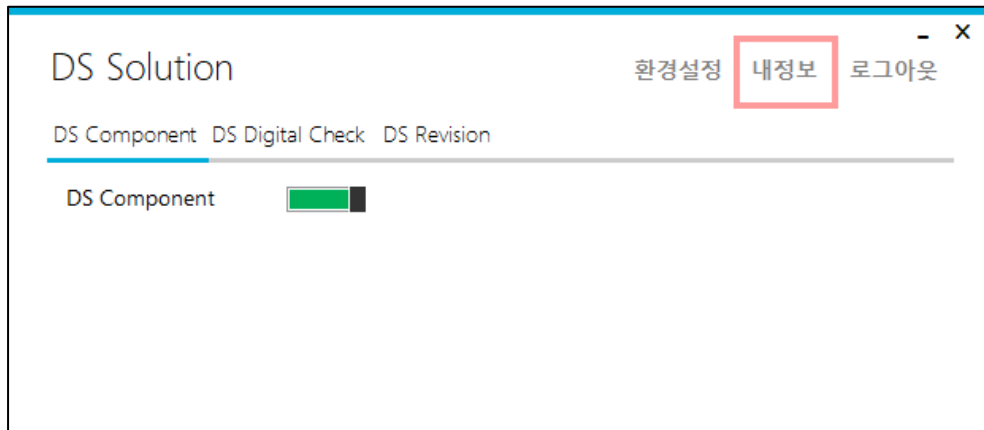 DS Solution
환경설정 내정보 로그아웃
DS Component DS Digital Check DS Revision
DS Component